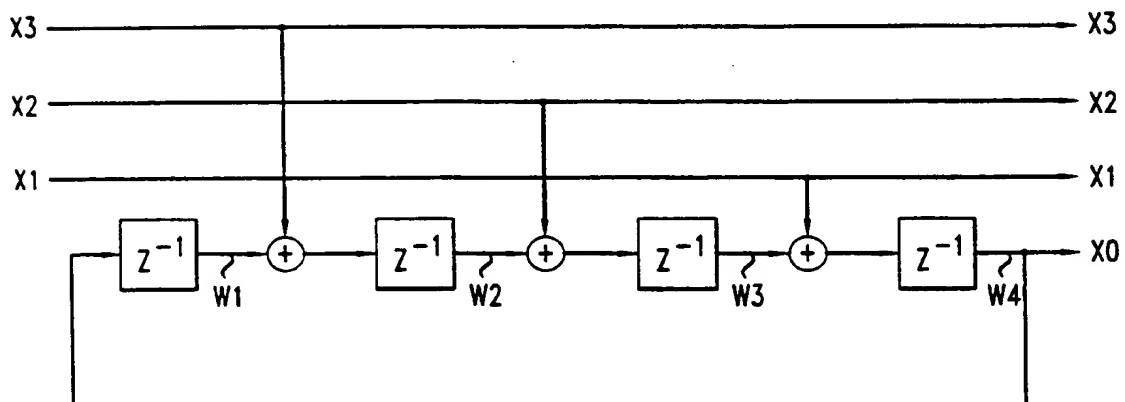 X3 X3
X2 X2
X1 X1
Z⁻¹ + Z⁻¹ + Z⁻¹ + Z⁻¹ X0
W1 W2 W3 W4